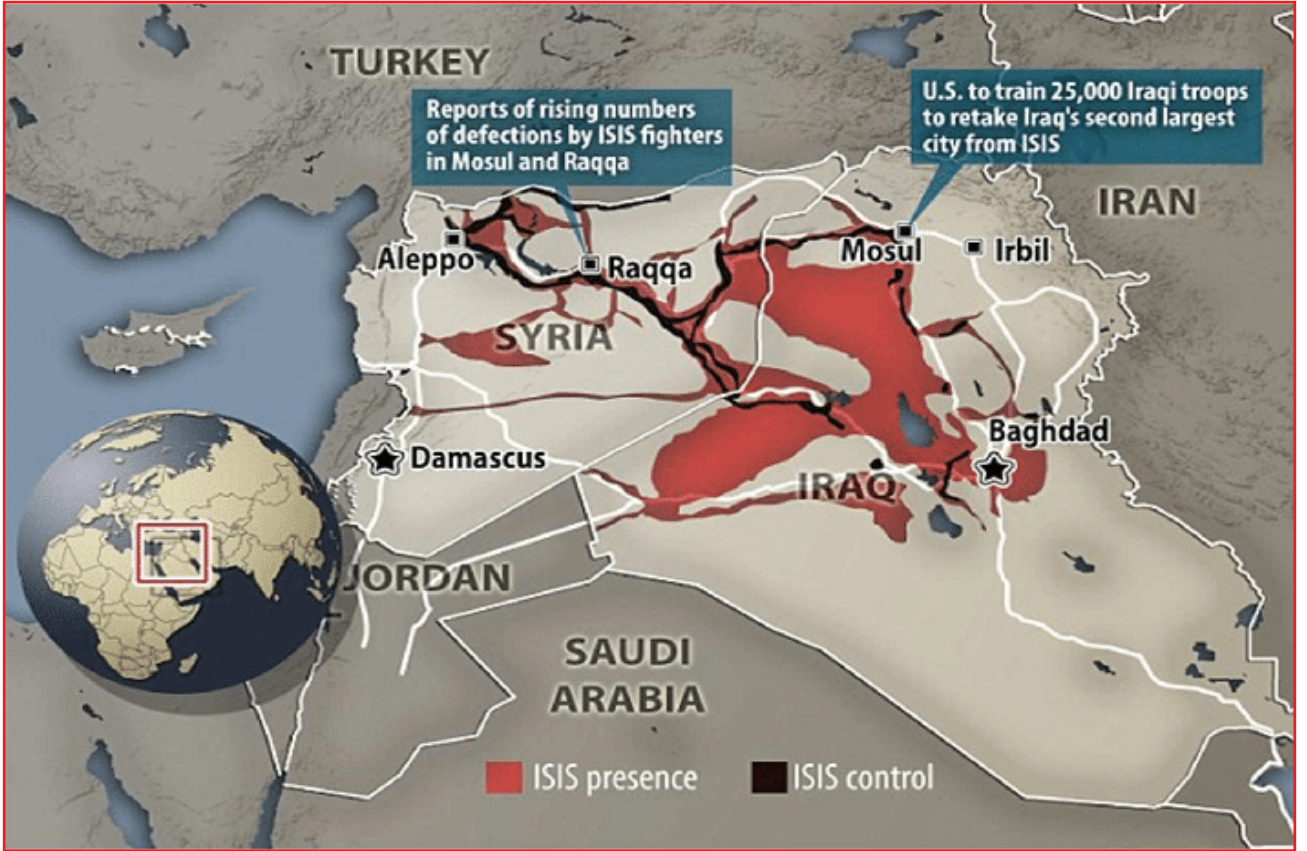 TURKEY
Reports of rising numbers
of defections by ISIS fighters
in Mosul and Raqqa
U.S. to train 25,000 Iraqi troops
to retake Iraq's second largest
city from ISIS
IRAN
Aleppo
Raqqa
Mosul
Irbil
SYRIA
Baghdad
Damascus
IRAQ
JORDAN
SAUDI
ARABIA
ISIS presence
ISIS control